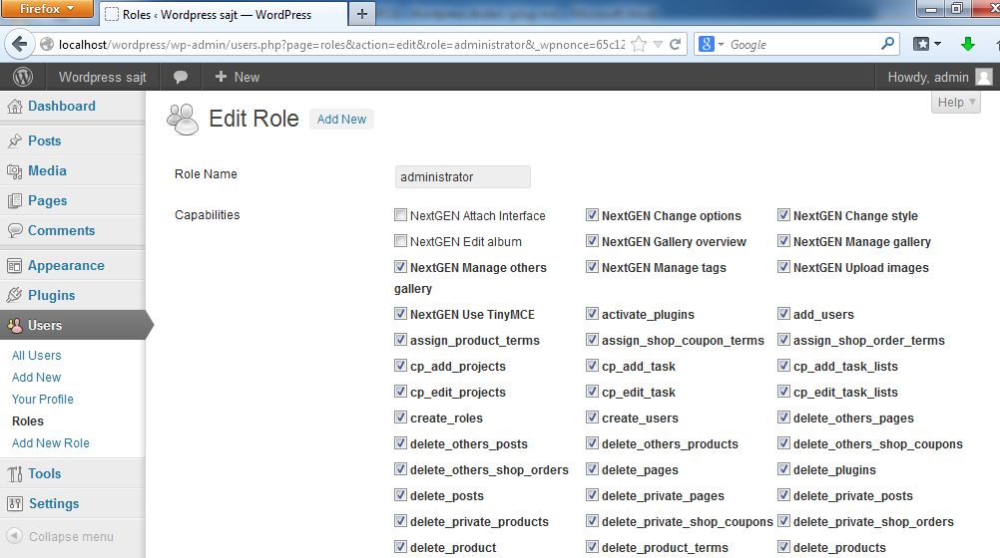 Firefox
Roles ‹ Wordpress sajt — WordPress
localhost/wordpress/wp-admin/users.php?page=roles&action=edit&role=administrator&_wpnonce=65c12
Google
Wordpress sajt
New
Howdy, admin
Dashboard
Posts
Media
Pages
Comments
Appearance
Plugins
Users
All Users
Add New
Your Profile
Roles
Add New Role
Tools
Settings
Collapse menu
Help
Edit Role Add New
Role Name administrator
Capabilities
NextGEN Attach Interface NextGEN Change options NextGEN Change style
NextGEN Edit album NextGEN Gallery overview NextGEN Manage gallery
NextGEN Manage others NextGEN Manage tags NextGEN Upload images
gallery
NextGEN Use TinyMCE activate_plugins add_users
assign_product_terms assign_shop_coupon_terms assign_shop_order_terms
cp_add_projects cp_add_task cp_add_task_lists
cp_edit_projects cp_edit_task cp_edit_task_lists
create_roles create_users delete_others_pages
delete_others_posts delete_others_products delete_others_shop_coupons
delete_others_shop_orders delete_pages delete_plugins
delete_posts delete_private_pages delete_private_posts
delete_private_products delete_private_shop_coupons delete_private_shop_orders
delete_product delete_product_terms delete_products